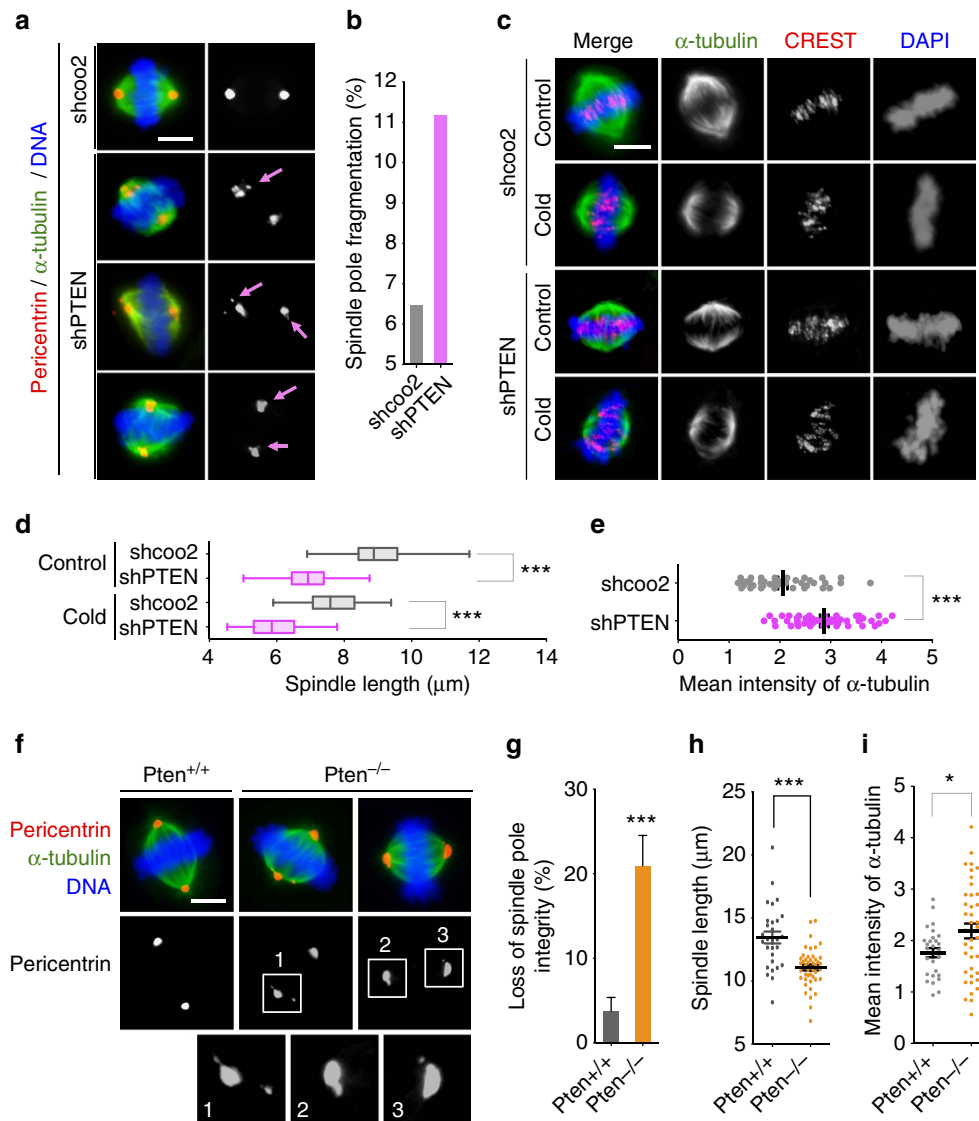 a
Pericentrin / α-tubulin / DNA
shcoo2
shPTEN
b
Spindle pole fragmentation (%)
12
11
10
9
8
7
6
5
shcoo2
shPTEN
c
Merge α-tubulin CREST DAPI
shcoo2
Control
Cold
shPTEN
Control
Cold
d
Control
shcoo2
shPTEN
***
Cold
shcoo2
shPTEN
***
4 6 8 10 12 14
Spindle length (μm)
e
shcoo2
shPTEN
***
0 1 2 3 4 5
Mean intensity of α-tubulin
f
Pten+/+ Pten−/−
Pericentrin
α-tubulin
DNA
Pericentrin
1
2
3
1
2
3
g
Loss of spindle pole
integrity (%)
30
20
10
0
***
Pten+/+
Pten−/−
h
Spindle length (μm)
25
20
15
10
5
***
Pten+/+
Pten−/−
i
Mean intensity of α-tubulin
5
4
3
2
1
0
*
Pten+/+
Pten−/−